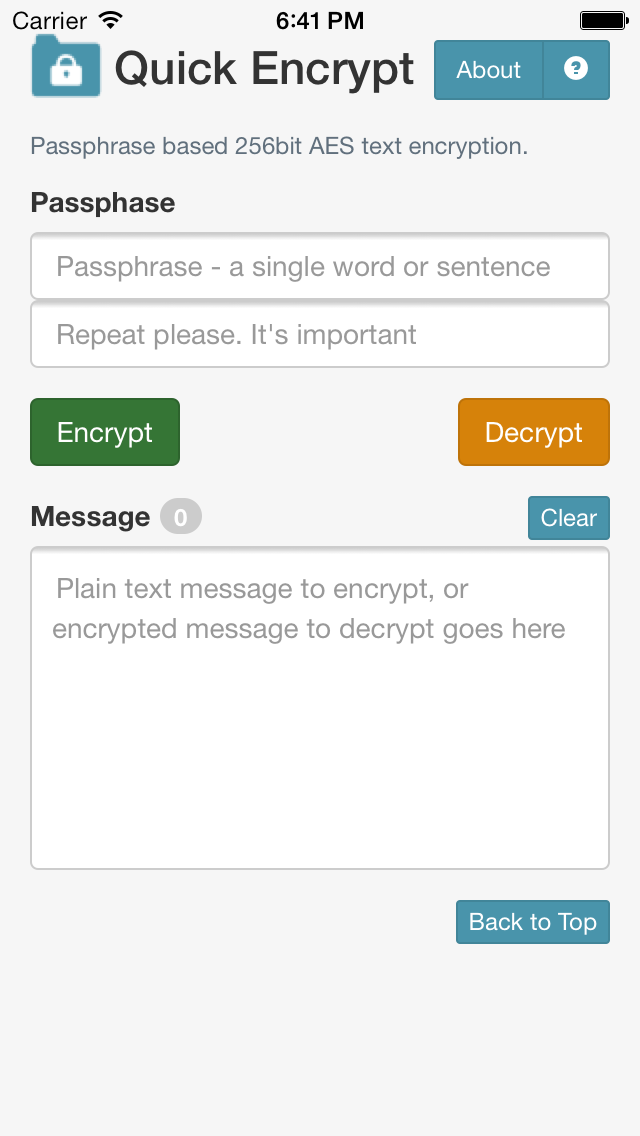 Carrier 6:41 PM
Quick Encrypt About ?
Passphrase based 256bit AES text encryption.
Passphase
Passphrase - a single word or sentence
Repeat please. It's important
Encrypt Decrypt
Message 0 Clear
Plain text message to encrypt, or
encrypted message to decrypt goes here
Back to Top